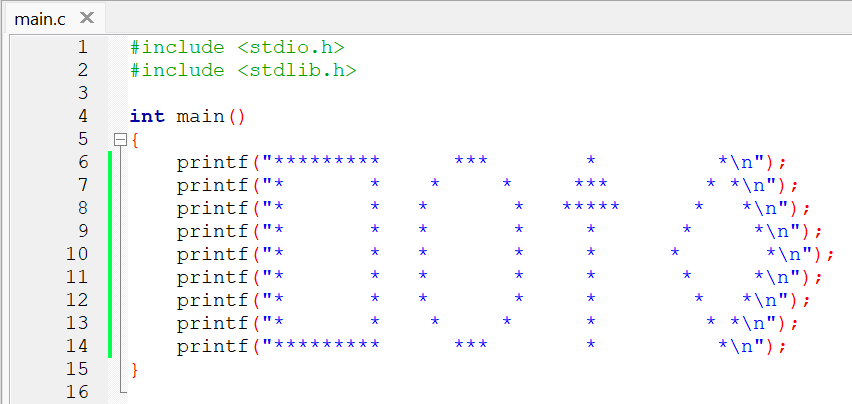 main.c ×
1 #include <stdio.h>
2 #include <stdlib.h>
3
4 int main()
5 {
6     printf("*********      ***        *          *\n");
7     printf("*       *    *     *     ***        * *\n");
8     printf("*       *   *       *   *****      *   *\n");
9     printf("*       *   *       *     *       *     *\n");
10     printf("*       *   *       *     *      *       *\n");
11     printf("*       *   *       *     *       *     *\n");
12     printf("*       *   *       *     *        *   *\n");
13     printf("*       *    *     *      *         * *\n");
14     printf("*********      ***        *          *\n");
15 }
16